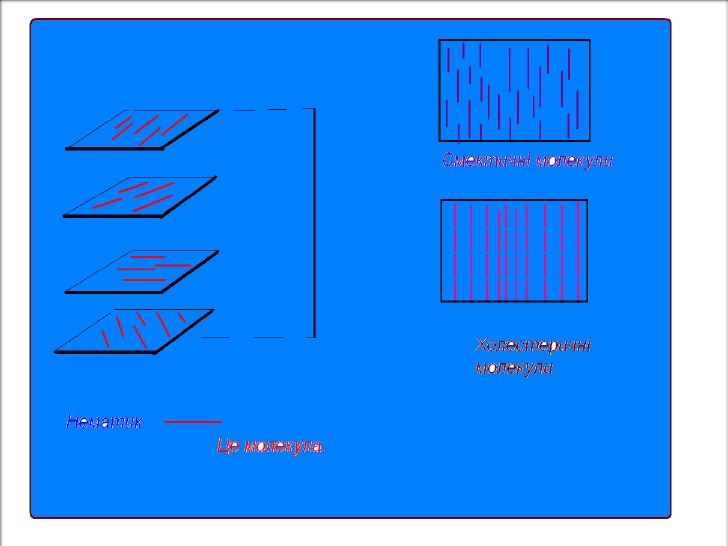 Смектичні молекули
Холестеричні
молекули
Нематик
Це молекула.